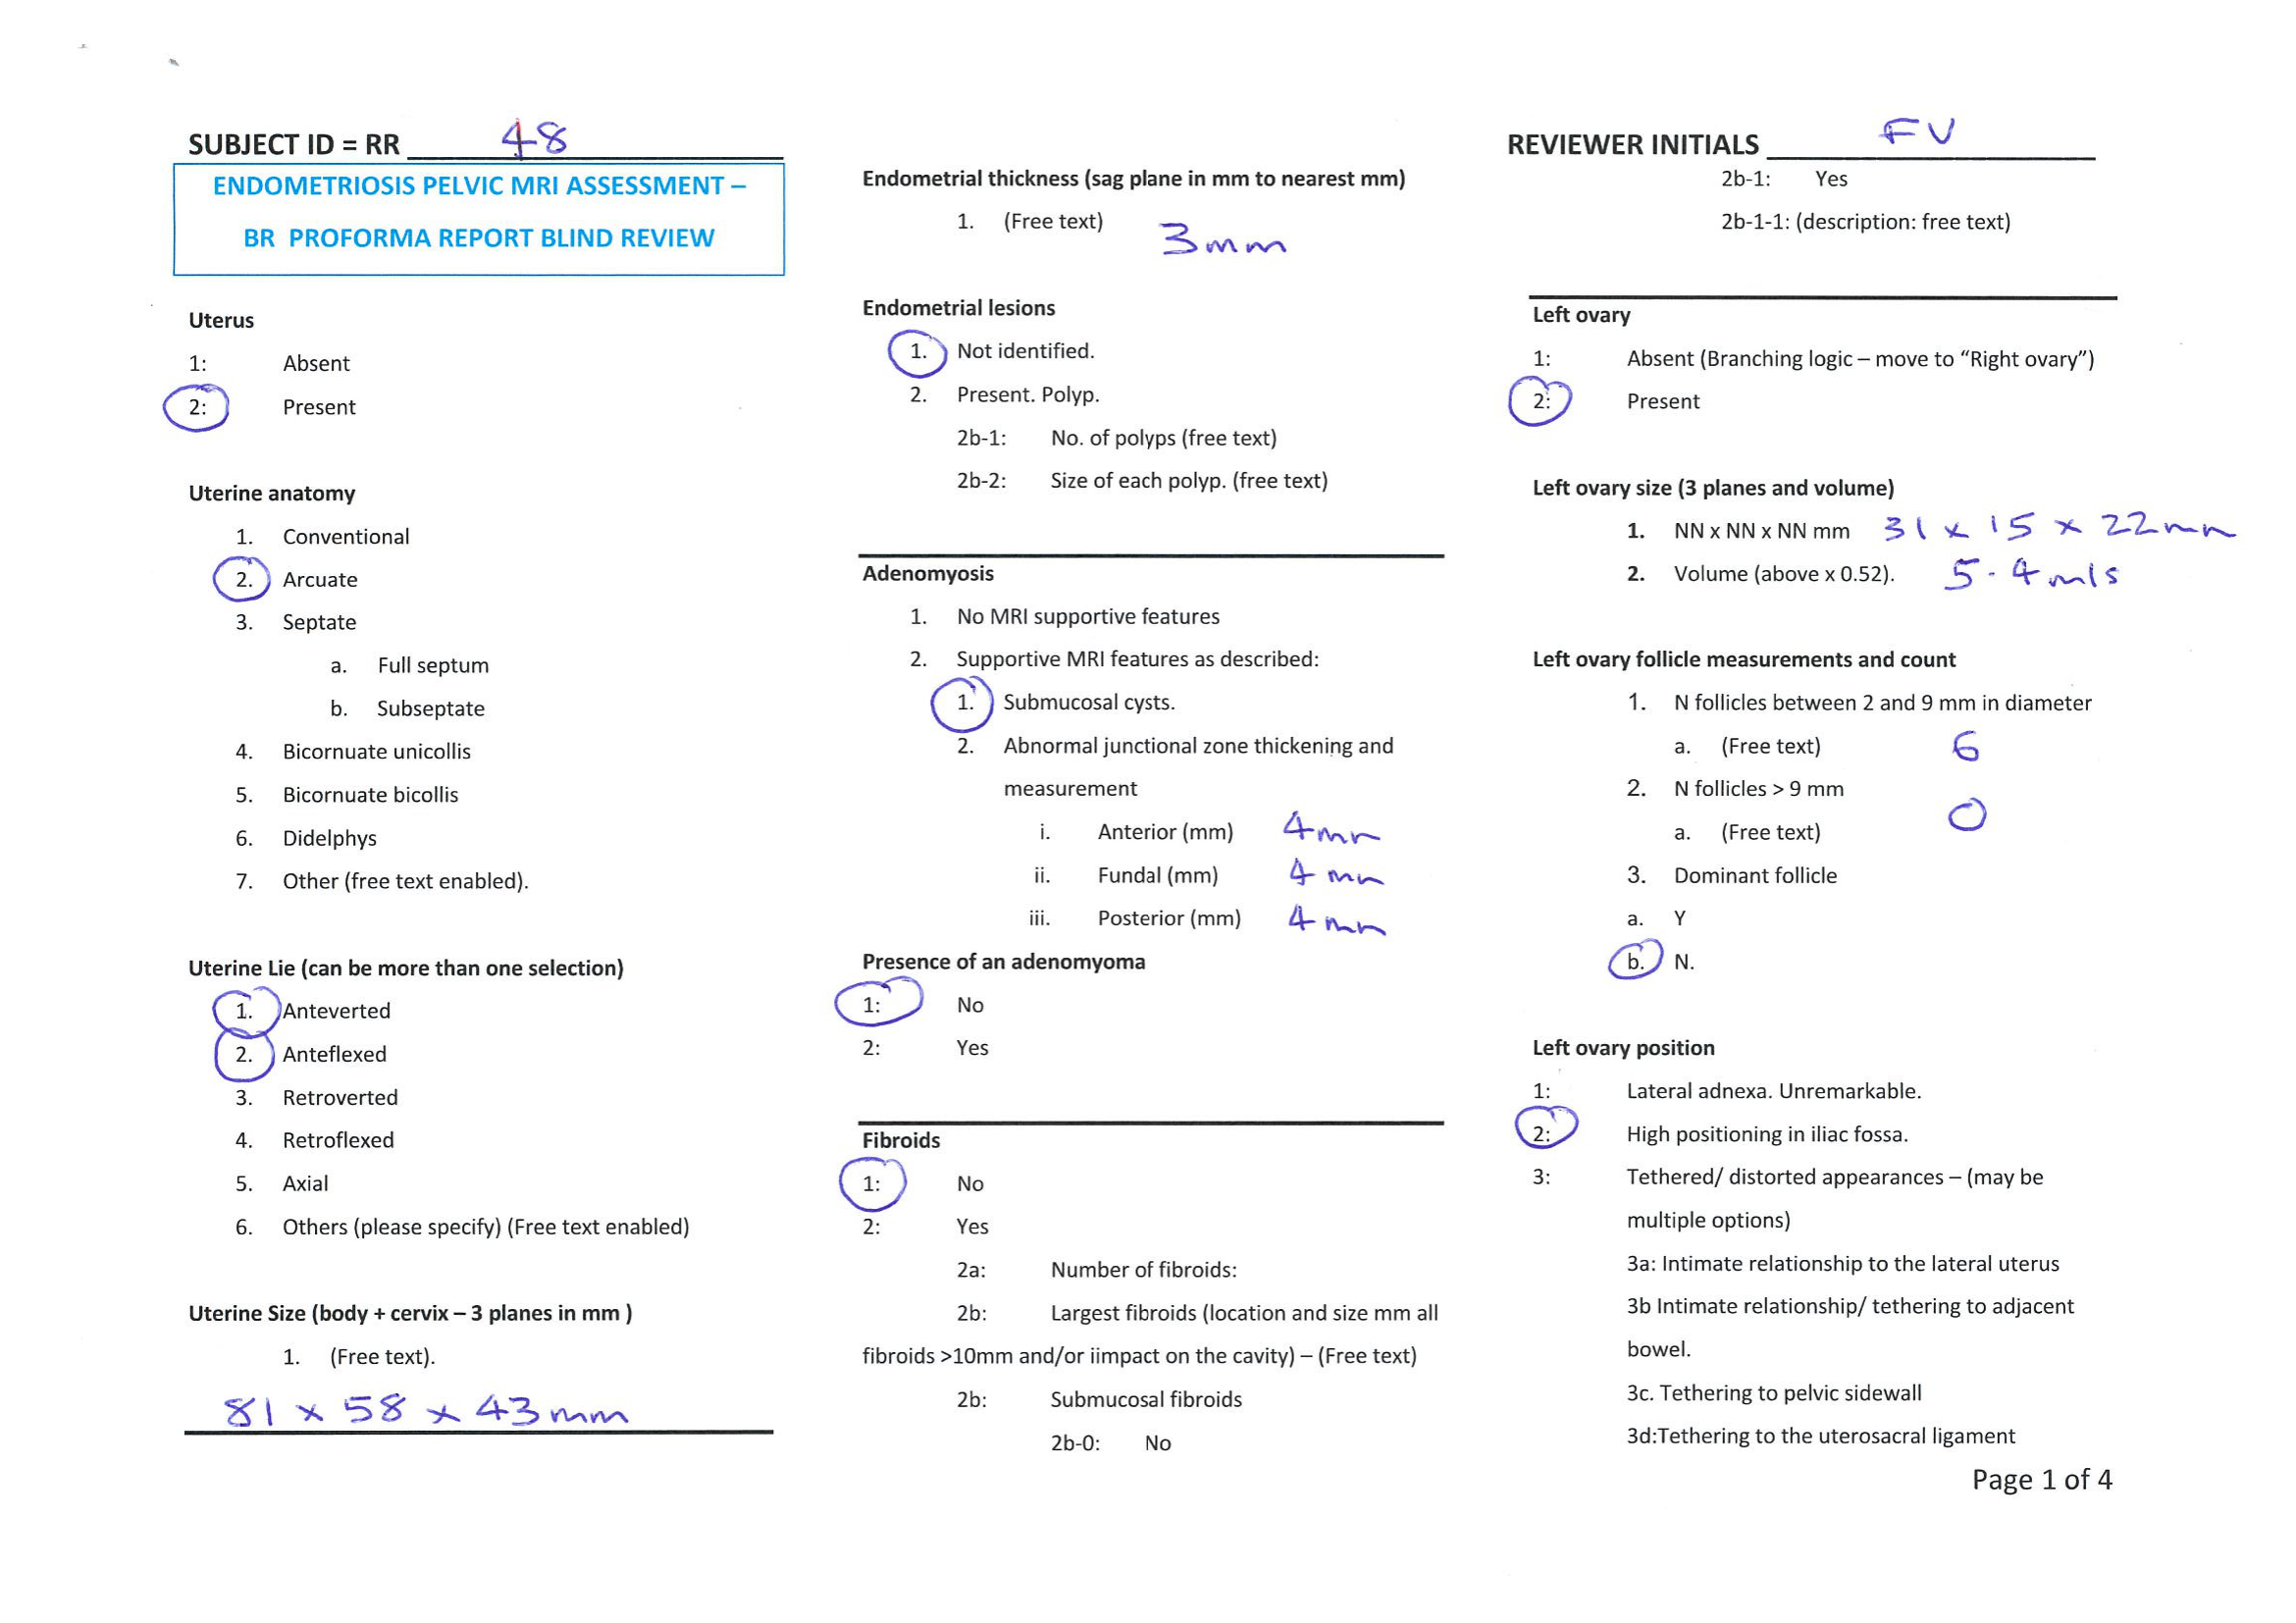 SUBJECT ID = RR 48
ENDOMETRIOSIS PELVIC MRI ASSESSMENT –
BR PROFORMA REPORT BLIND REVIEW
Uterus
1: Absent
2: Present
Uterine anatomy
1. Conventional
2. Arcuate
3. Septate
a. Full septum
b. Subseptate
4. Bicornuate unicollis
5. Bicornuate bicollis
6. Didelphys
7. Other (free text enabled).
Uterine Lie (can be more than one selection)
1. Anteverted
2. Anteflexed
3. Retroverted
4. Retroflexed
5. Axial
6. Others (please specify) (Free text enabled)
Uterine Size (body + cervix – 3 planes in mm )
1. (Free text).
81 x 58 x 43mm
Endometrial thickness (sag plane in mm to nearest mm)
1. (Free text) 3mm
Endometrial lesions
1. Not identified.
2. Present. Polyp.
2b-1: No. of polyps (free text)
2b-2: Size of each polyp. (free text)
Adenomyosis
1. No MRI supportive features
2. Supportive MRI features as described:
1. Submucosal cysts.
2. Abnormal junctional zone thickening and
measurement
i. Anterior (mm) 4mm
ii. Fundal (mm) 4 mm
iii. Posterior (mm) 4 mm
Presence of an adenomyoma
1: No
2: Yes
Fibroids
1: No
2: Yes
2a: Number of fibroids:
2b: Largest fibroids (location and size mm all
fibroids >10mm and/or iimpact on the cavity) – (Free text)
2b: Submucosal fibroids
2b-0: No
REVIEWER INITIALS FV
2b-1: Yes
2b-1-1: (description: free text)
Left ovary
1: Absent (Branching logic – move to “Right ovary”)
2: Present
Left ovary size (3 planes and volume)
1. NN x NN x NN mm 31 x 15 x 22mm
2. Volume (above x 0.52). 5.4mls
Left ovary follicle measurements and count
1. N follicles between 2 and 9 mm in diameter
a. (Free text) 6
2. N follicles > 9 mm
a. (Free text) 0
3. Dominant follicle
a. Y
b. N.
Left ovary position
1: Lateral adnexa. Unremarkable.
2: High positioning in iliac fossa.
3: Tethered/ distorted appearances – (may be
multiple options)
3a: Intimate relationship to the lateral uterus
3b Intimate relationship/ tethering to adjacent
bowel.
3c. Tethering to pelvic sidewall
3d:Tethering to the uterosacral ligament
Page 1 of 4